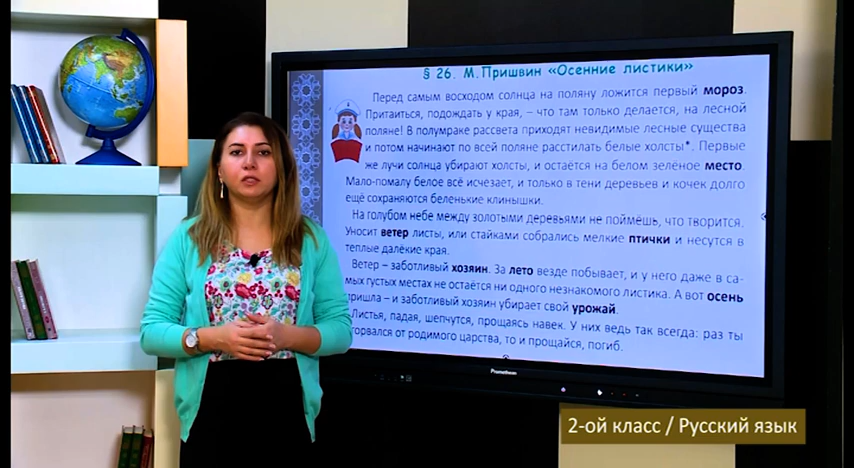 § 26. М.Пришвин «Осенние листики»
Перед самым восходом солнца на поляну ложится первый мороз.
Притаиться, подождать у края, – что там только делается, на лесной
поляне! В полумраке рассвета приходят невидимые лесные существа
и потом начинают по всей поляне расстилать белые холсты*. Первые
же лучи солнца убирают холсты, и остаётся на белом зелёное место.
Мало-помалу белое всё исчезает, и только в тени деревьев и кочек долго
ещё сохраняются беленькие клинышки.
На голубом небе между золотыми деревьями не поймёшь, что творится.
Уносит ветер листы, или стайками собрались мелкие птички и несутся в
теплые далёкие края.
Ветер – заботливый хозяин. За лето везде побывает, и у него даже в са-
мых густых местах не остаётся ни одного незнакомого листика. А вот осень
пришла – и заботливый хозяин убирает свой урожай.
Листья, падая, шепчутся, прощаясь навек. У них ведь так всегда: раз ты
оторвался от родимого царства, то и прощайся, погиб.
Promethean
2-ой класс / Русский язык